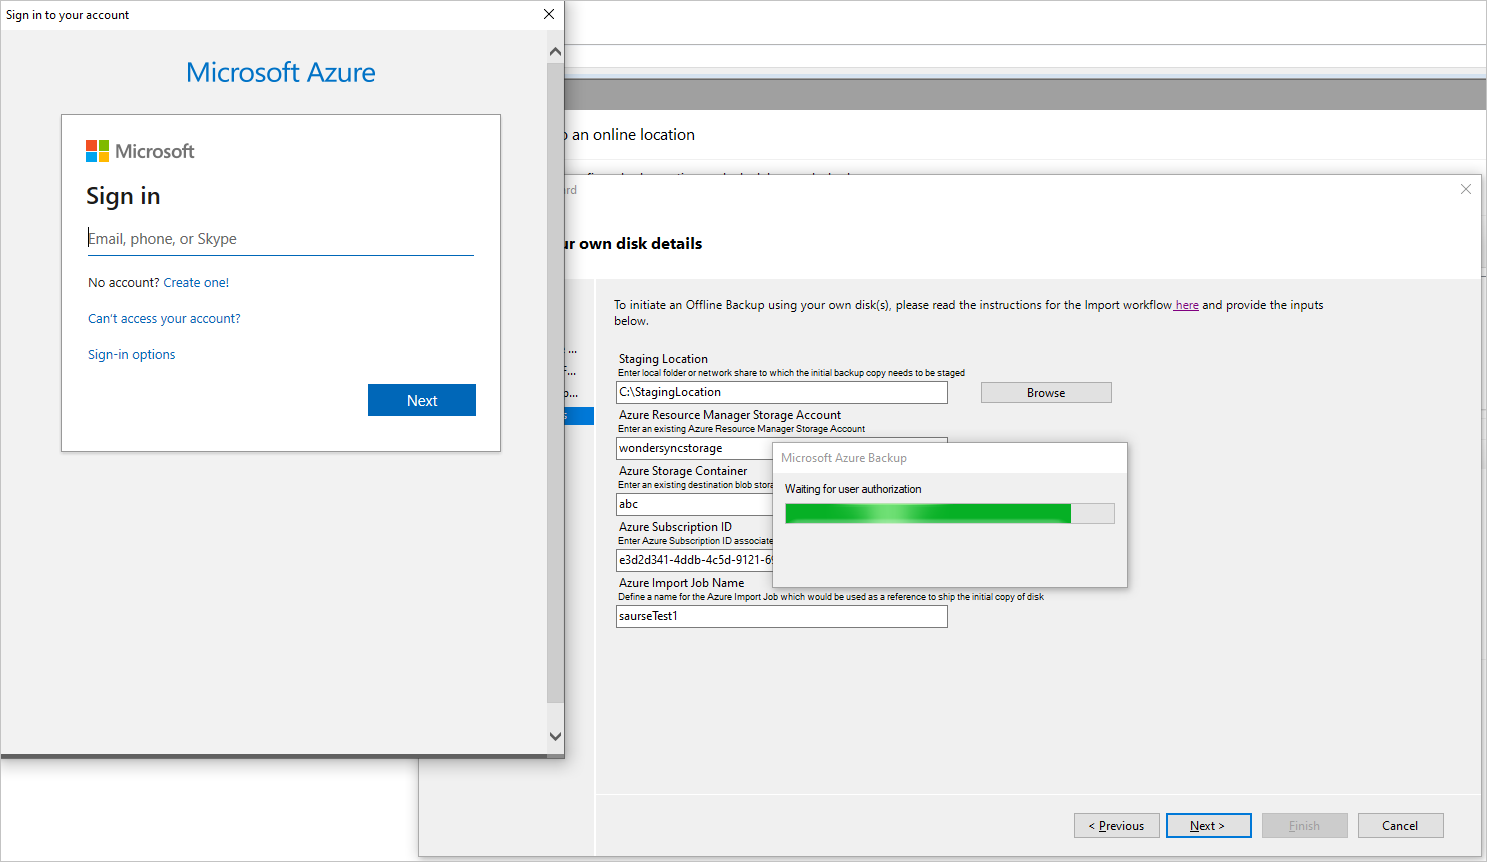 Sign in to your account
Microsoft Azure
Microsoft
Sign in
Email, phone, or Skype
No account? Create one!
Can't access your account?
Sign-in options
Next
an online location
own disk details
To initiate an Offline Backup using your own disk(s), please read the instructions for the Import workflow here and provide the inputs
below.
Staging Location
Enter local folder or network share to which the initial backup copy needs to be staged
C:\StagingLocation
Browse
Azure Resource Manager Storage Account
Enter an existing Azure Resource Manager Storage Account
wondersyncstorage
Azure Storage Container
Enter an existing destination blob
abc
Azure Subscription ID
Enter Azure Subscription ID
e3d2d341-4ddb-4c5d-9121-
Azure Import Job Name
Define a name for the Azure Import Job which would be used as a reference to ship the initial copy of disk
saurseTest1
Microsoft Azure Backup
Waiting for user authorization
< Previous
Next >
Finish
Cancel